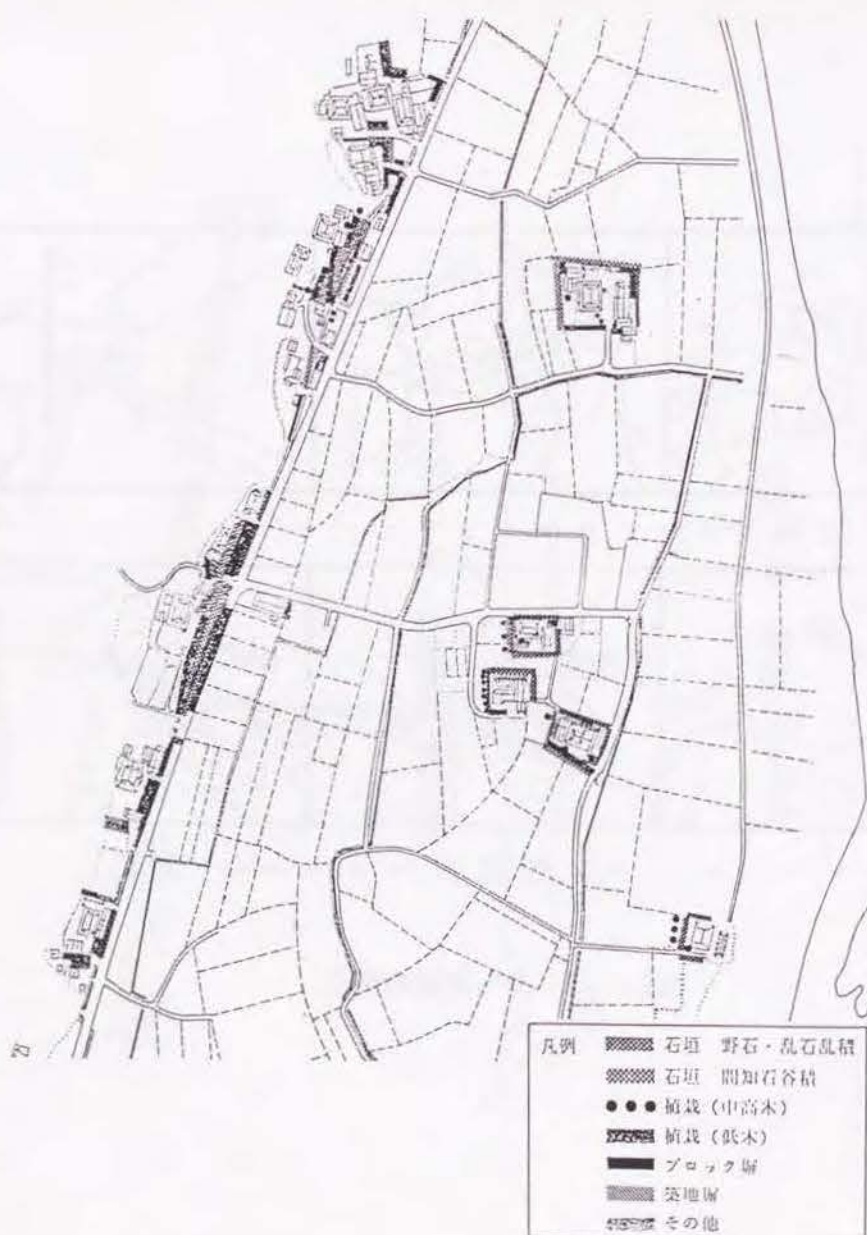 凡例
石垣 野石・乱石乱積
石垣 間知石谷積
植栽(中高木)
植栽(低木)
ブロック塀
築地塀
その他